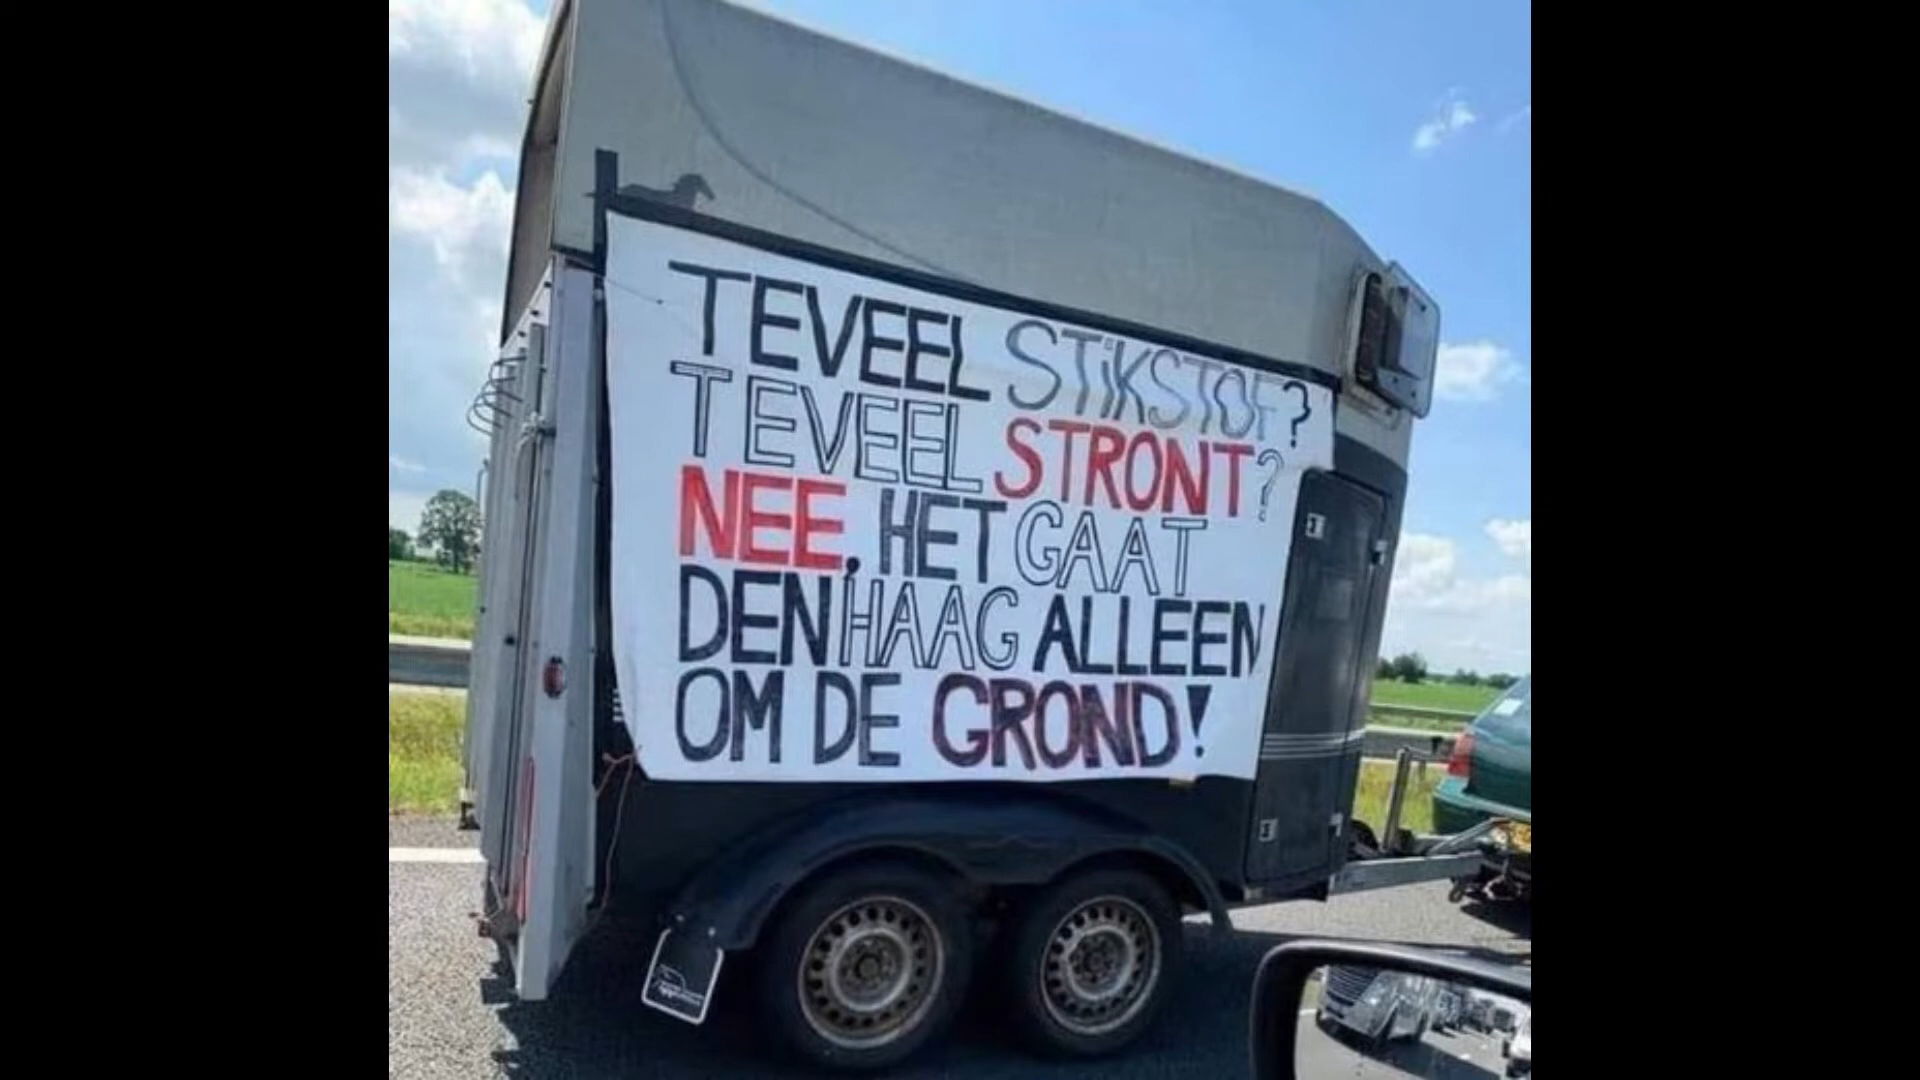 TEVEEL STiKSTOF?
TEVEEL STRONT?
NEE, HET GAAT
DEN HAAG ALLEEN
OM DE GROND!